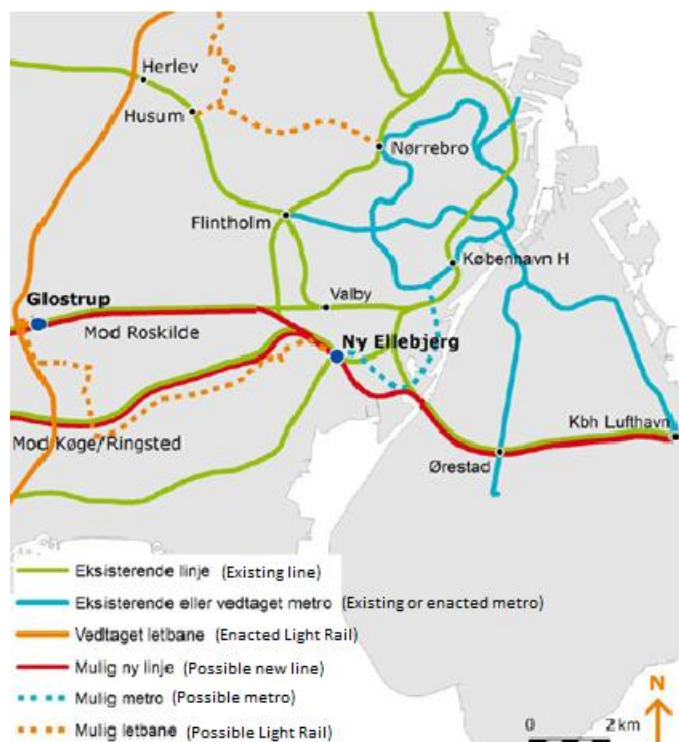 Herlev
Husum
Nørrebro
Flintholm
København H
Glostrup
Valby
Mod Roskilde
Ny Ellebjerg
Kbh Lufthavn
Mod Køge/Ringsted
Ørestad
Eksisterende linje (Existing line)
Eksisterende eller vedtaget metro (Existing or enacted metro)
Vedtaget letbane (Enacted Light Rail)
Mulig ny linje (Possible new line)
Mulig metro (Possible metro)
Mulig letbane (Possible Light Rail)
N
0 2 km